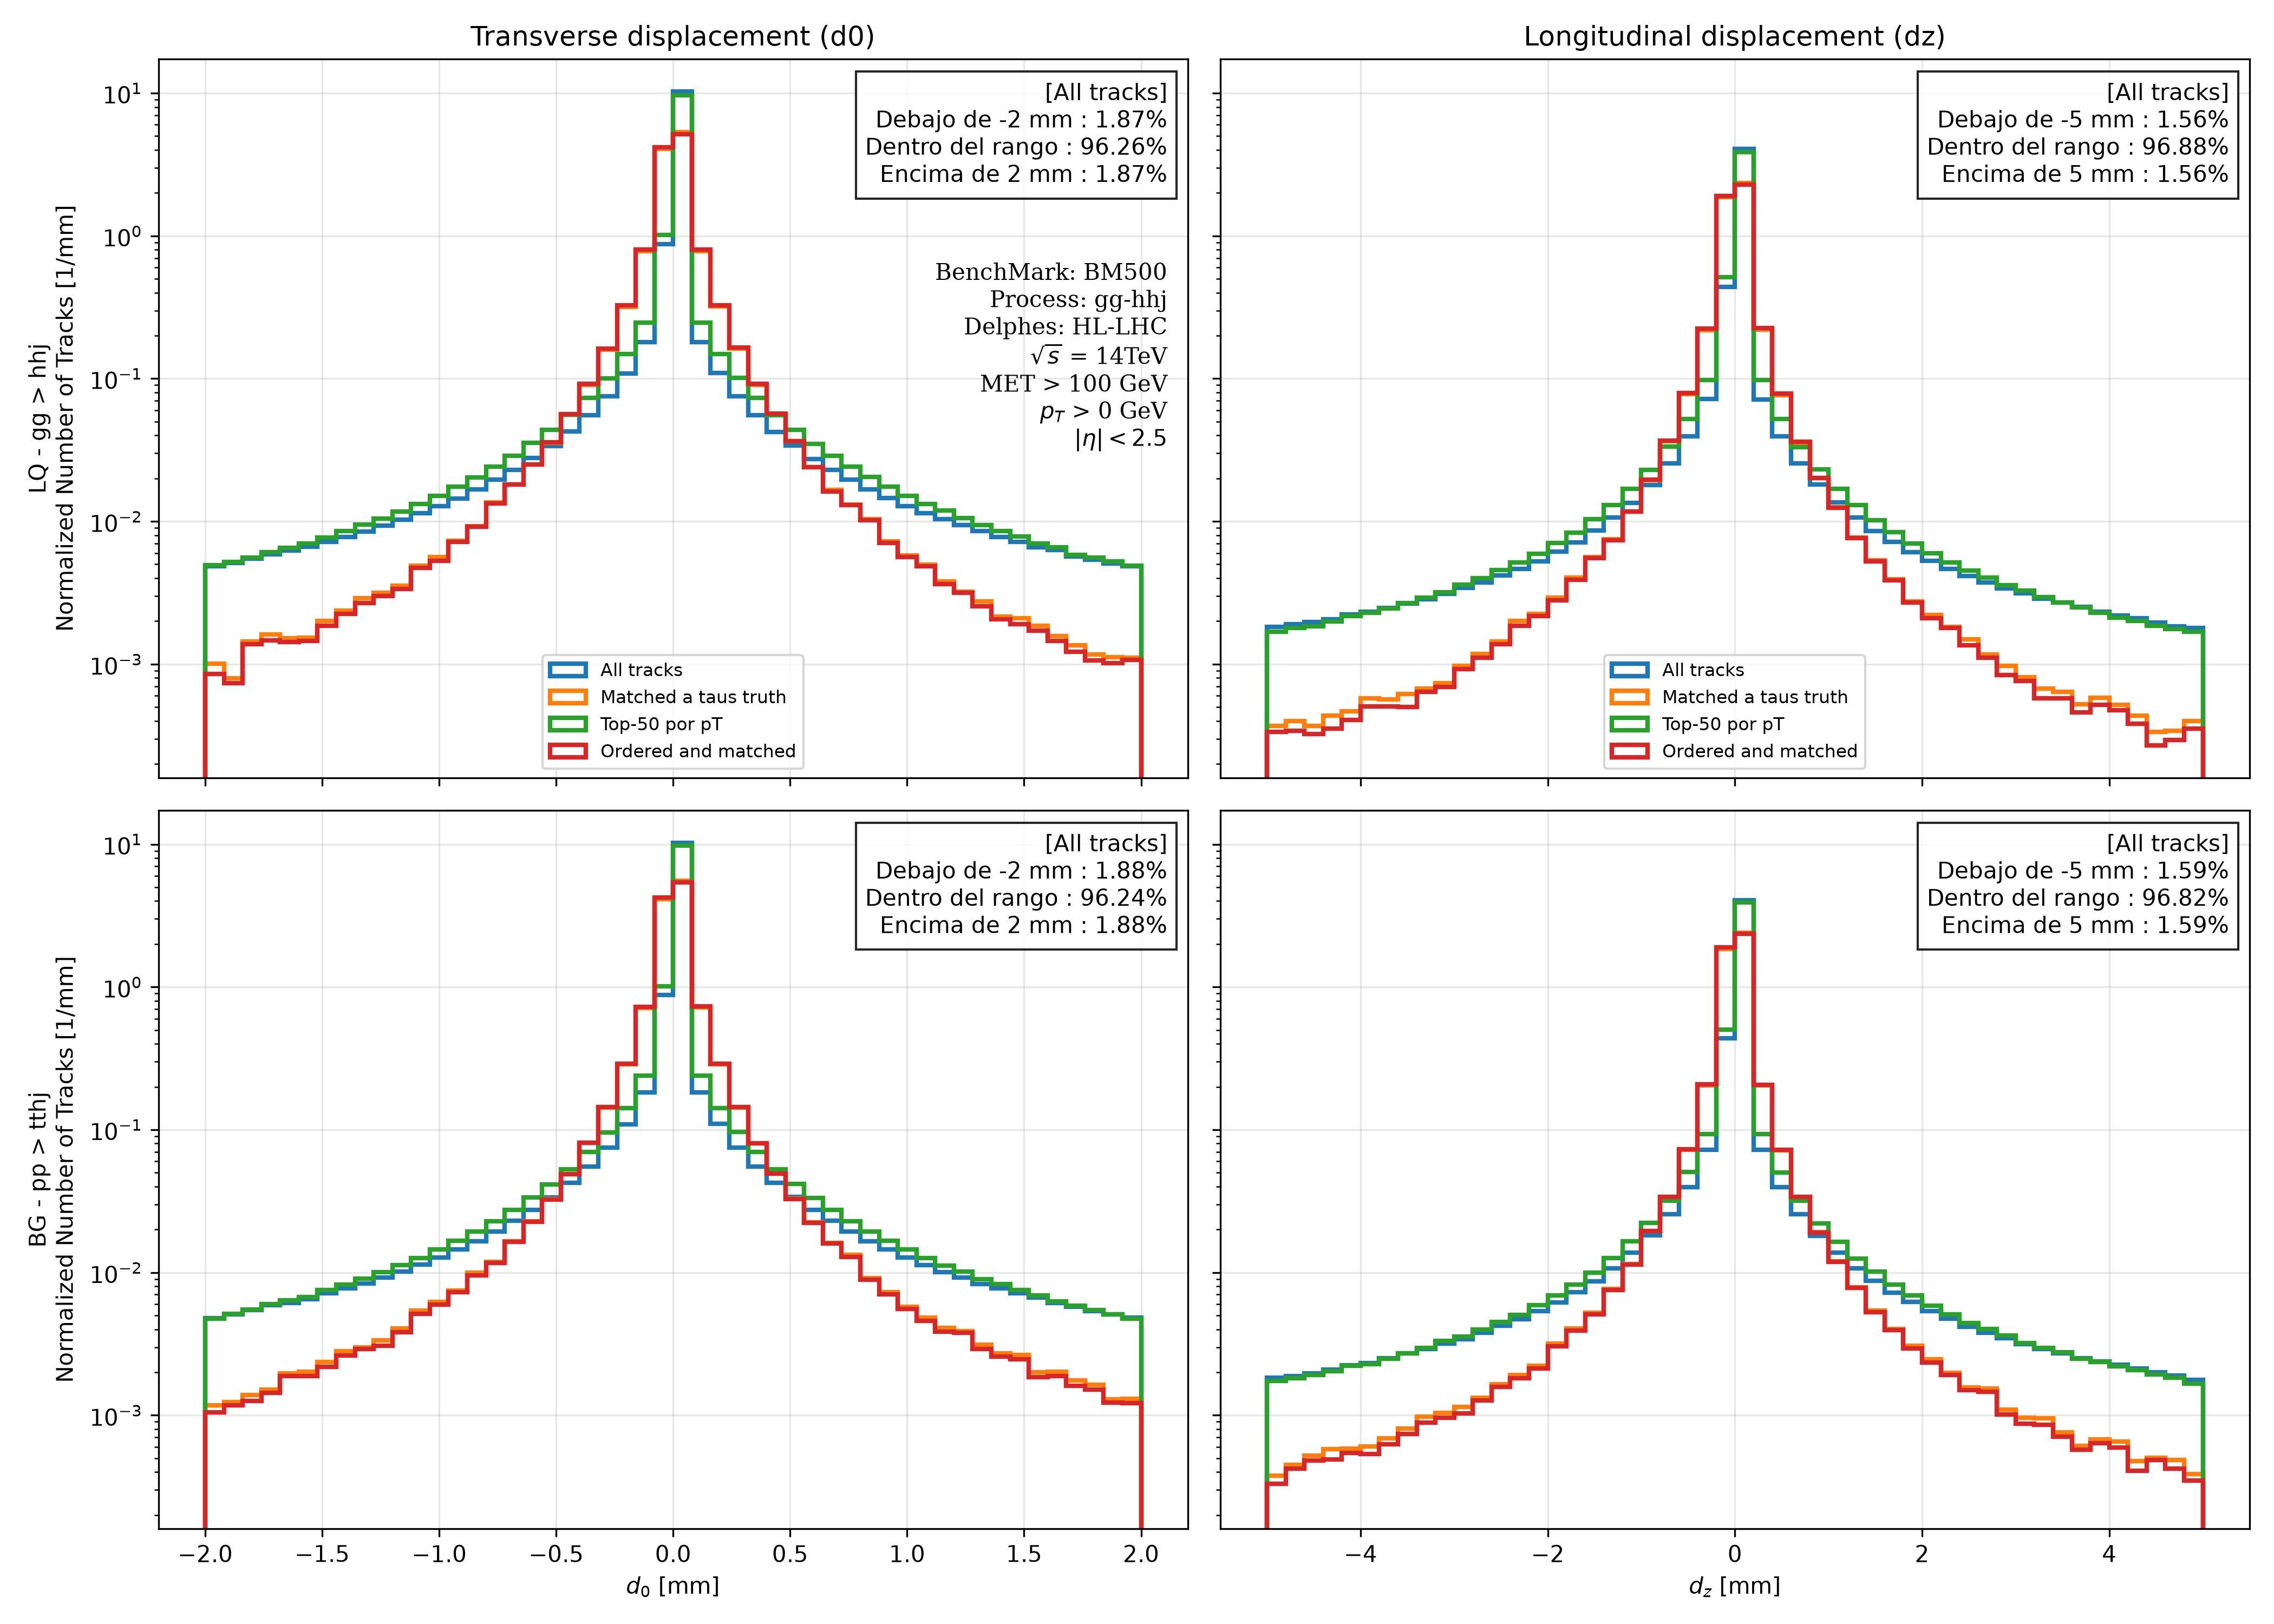 Transverse displacement (d0)
Longitudinal displacement (dz)
LQ - gg > hhj
Normalized Number of Tracks [1/mm]
10¹
10⁰
10⁻¹
10⁻²
10⁻³
[All tracks]
Debajo de -2 mm : 1.87%
Dentro del rango : 96.26%
Encima de 2 mm : 1.87%
BenchMark: BM500
Process: gg-hhj
Delphes: HL-LHC
√s = 14TeV
MET > 100 GeV
p_T > 0 GeV
|η| < 2.5
All tracks
Matched a taus truth
Top-50 por pT
Ordered and matched
[All tracks]
Debajo de -5 mm : 1.56%
Dentro del rango : 96.88%
Encima de 5 mm : 1.56%
All tracks
Matched a taus truth
Top-50 por pT
Ordered and matched
BG - pp > tthj
Normalized Number of Tracks [1/mm]
10¹
10⁰
10⁻¹
10⁻²
10⁻³
[All tracks]
Debajo de -2 mm : 1.88%
Dentro del rango : 96.24%
Encima de 2 mm : 1.88%
[All tracks]
Debajo de -5 mm : 1.59%
Dentro del rango : 96.82%
Encima de 5 mm : 1.59%
−2.0 −1.5 −1.0 −0.5 0.0 0.5 1.0 1.5 2.0
d₀ [mm]
−4 −2 0 2 4
d_z [mm]